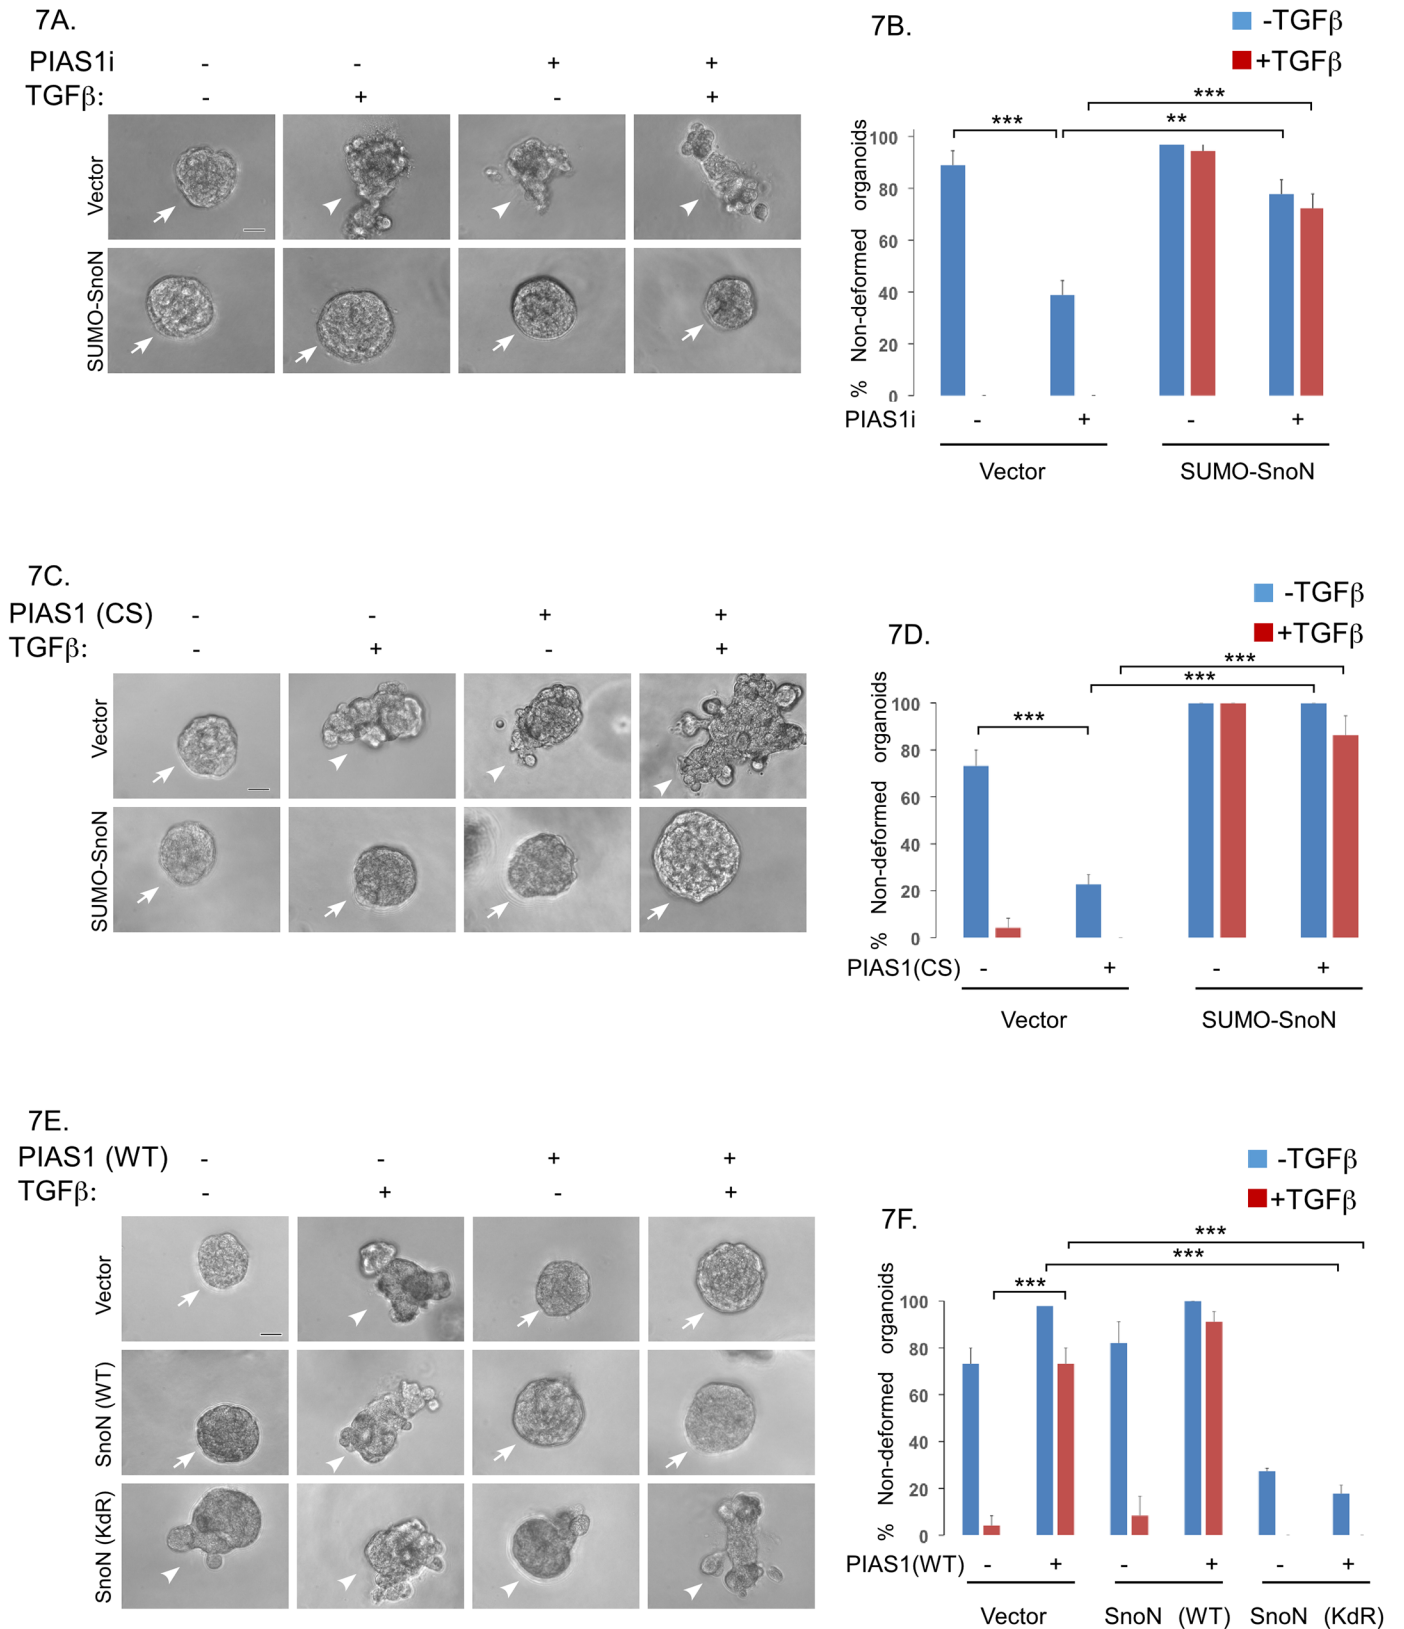 7A.
PIAS1i - - + +
TGFβ: - + - +
Vector
SUMO-SnoN
7B.
-TGFβ
+TGFβ
***
***
**
% Non-deformed organoids
100
80
60
40
20
0
PIAS1i - + - +
Vector SUMO-SnoN
7C.
PIAS1 (CS) - - + +
TGFβ: - + - +
Vector
SUMO-SnoN
7D.
-TGFβ
+TGFβ
***
***
***
% Non-deformed organoids
100
80
60
40
20
0
PIAS1(CS) - + - +
Vector SUMO-SnoN
7E.
PIAS1 (WT) - - + +
TGFβ: - + - +
Vector
SnoN (WT)
SnoN (KdR)
7F.
-TGFβ
+TGFβ
***
***
***
% Non-deformed organoids
100
80
60
40
20
0
PIAS1(WT) - + - + - +
Vector SnoN (WT) SnoN (KdR)